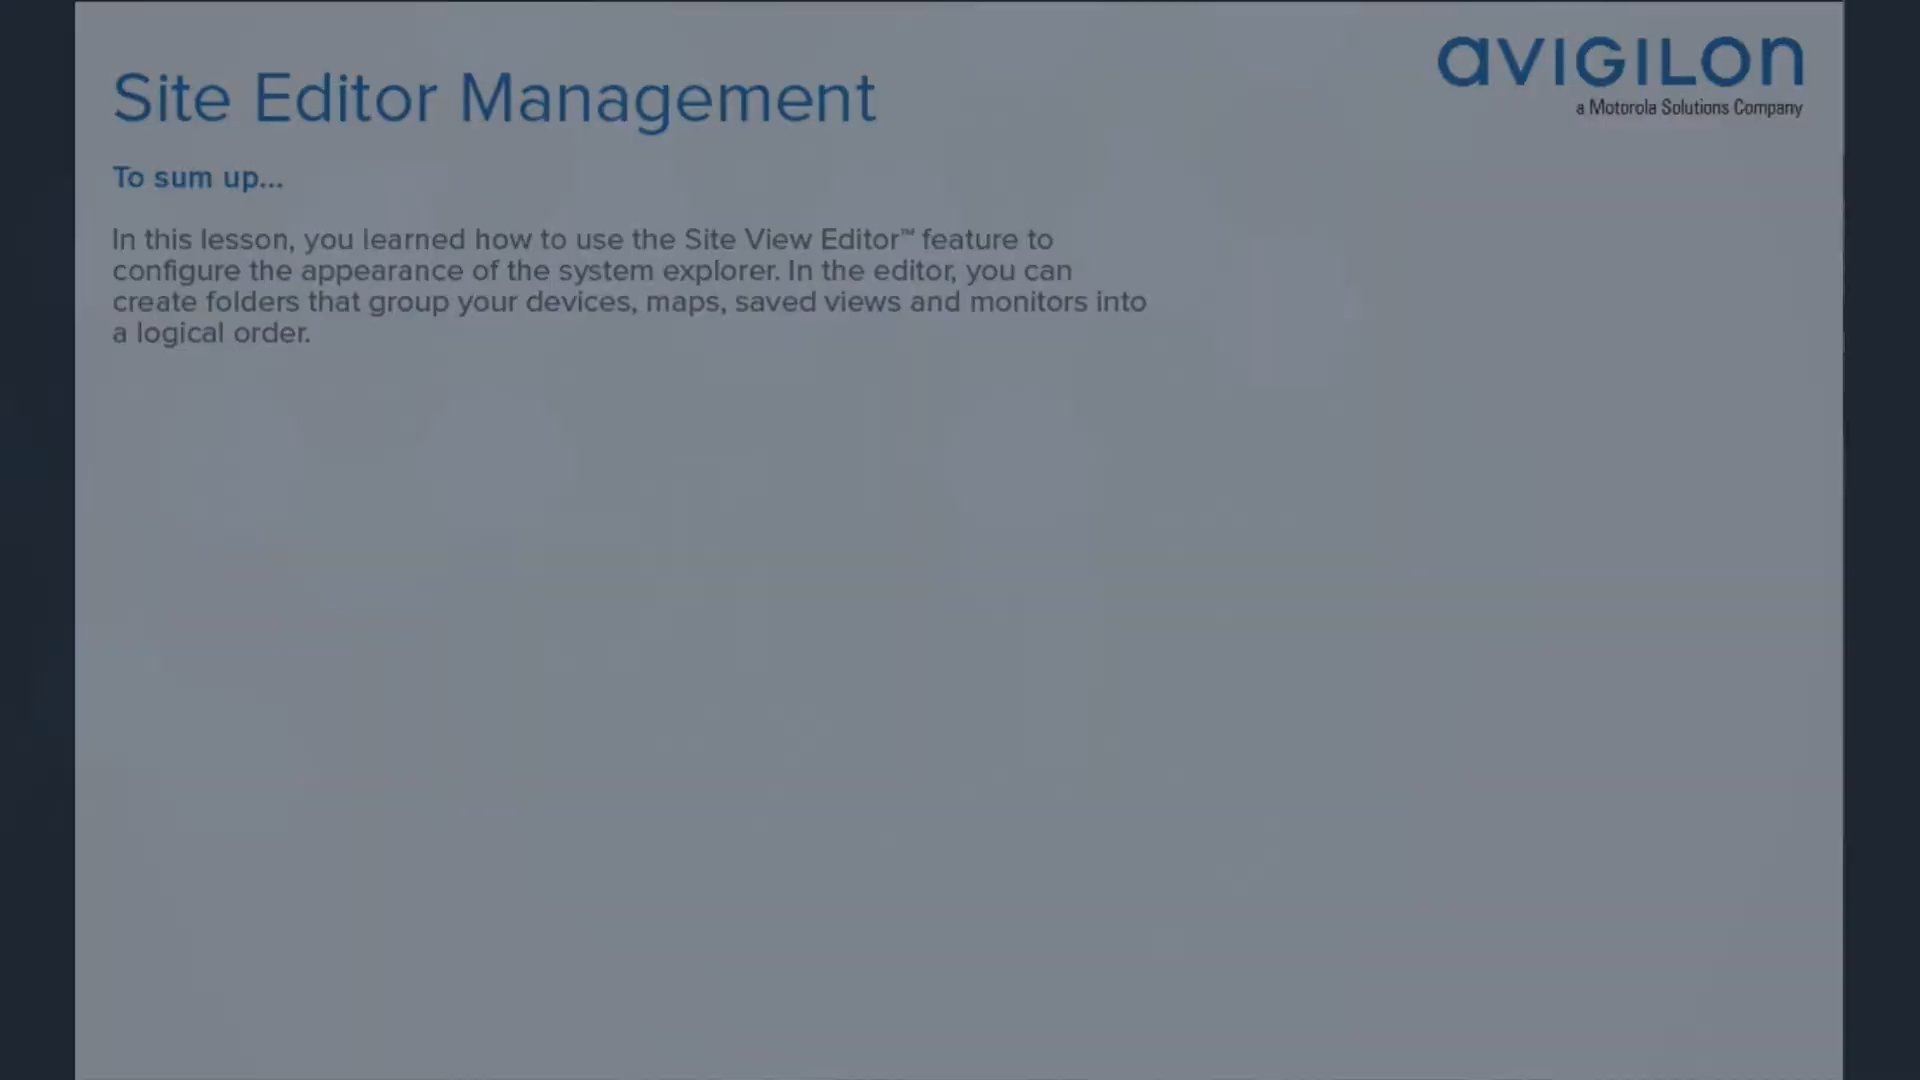 avigilon
a Motorola Solutions Company
Site Editor Management
To sum up...
In this lesson, you learned how to use the Site View Editor™ feature to
configure the appearance of the system explorer. In the editor, you can
create folders that group your devices, maps, saved views and monitors into
a logical order.